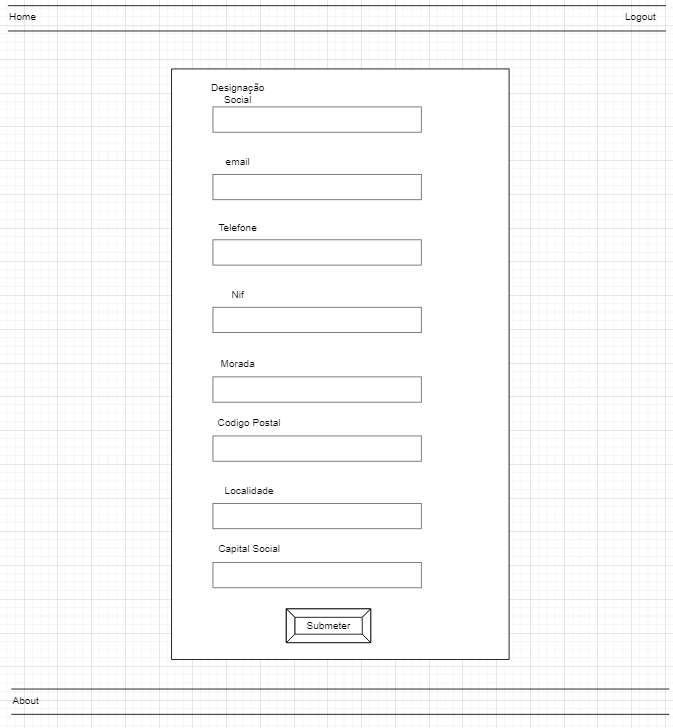 Home
Logout
Designação
Social
email
Telefone
Nif
Morada
Codigo Postal
Localidade
Capital Social
Submeter
About